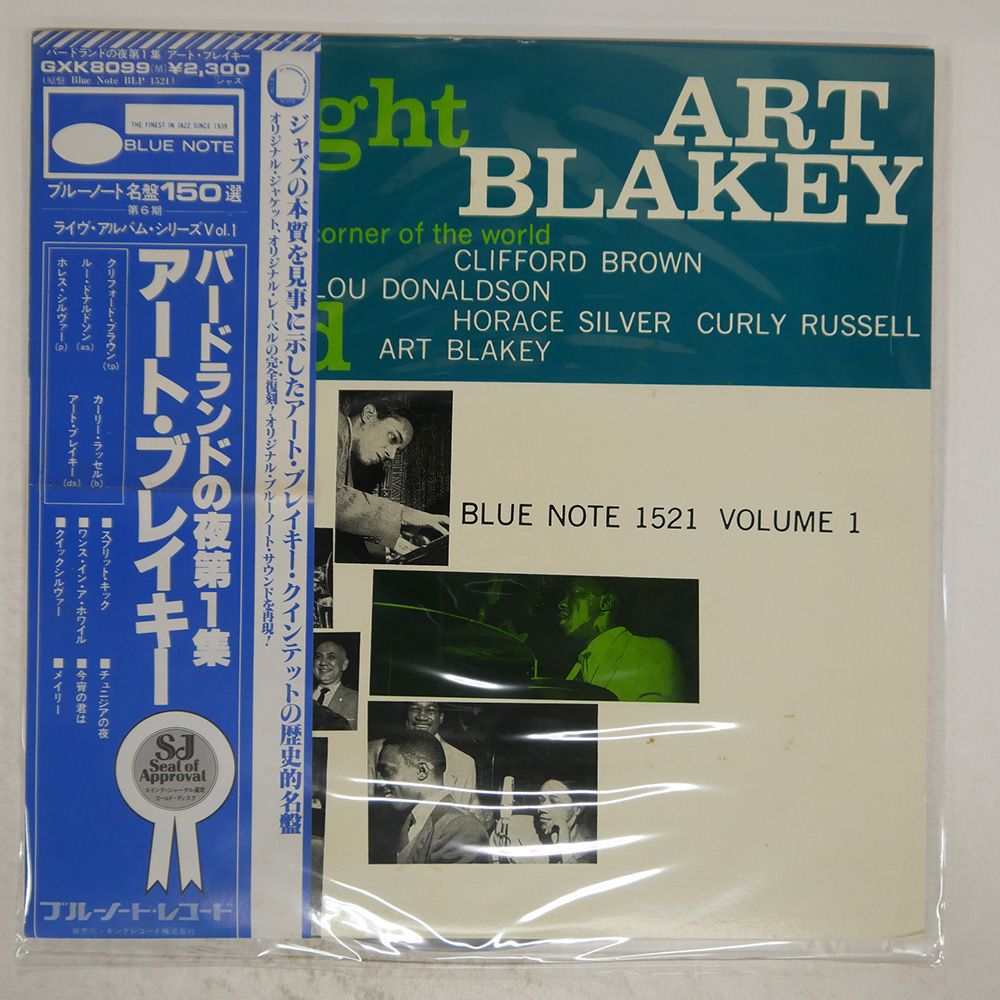 バードランドの夜第1集 アート・ブレイキー
GXK8099(M) ¥2,300
(原盤 Blue Note BLP 1521) ジャズ
THE FINEST IN JAZZ SINCE 1939
BLUE NOTE
ブルーノート名盤150選
第6期
ライヴ・アルバム・シリーズVol.1
バードランドの夜第1集
アート・ブレイキー
クリフォード・ブラウン(tp)
ルー・ドナルドソン(as)
ホレス・シルヴァー(p)
カーリー・ラッセル(b)
アート・ブレイキー(ds)
■スプリット・キック
■ワンス・イン・ア・ホワイル
■クイックシルヴァー
■チュニジアの夜
■今宵の君は
■メイリー
SJ
Seal of
Approval
スイング・ジャーナル選定
ゴールド・ディスク
ブルーノート・レコード
発売元=キングレコード株式会社
ジャズの本質を見事に示したアート・ブレイキー・クインテットの歴史的名盤
オリジナル・ジャケット、オリジナル・レーベルの完全復刻!オリジナル・ブルーノート・サウンドを再現!
ght
ART
BLAKEY
corner of the world
CLIFFORD BROWN
LOU DONALDSON
HORACE SILVER CURLY RUSSELL
d
ART BLAKEY
BLUE NOTE 1521 VOLUME 1